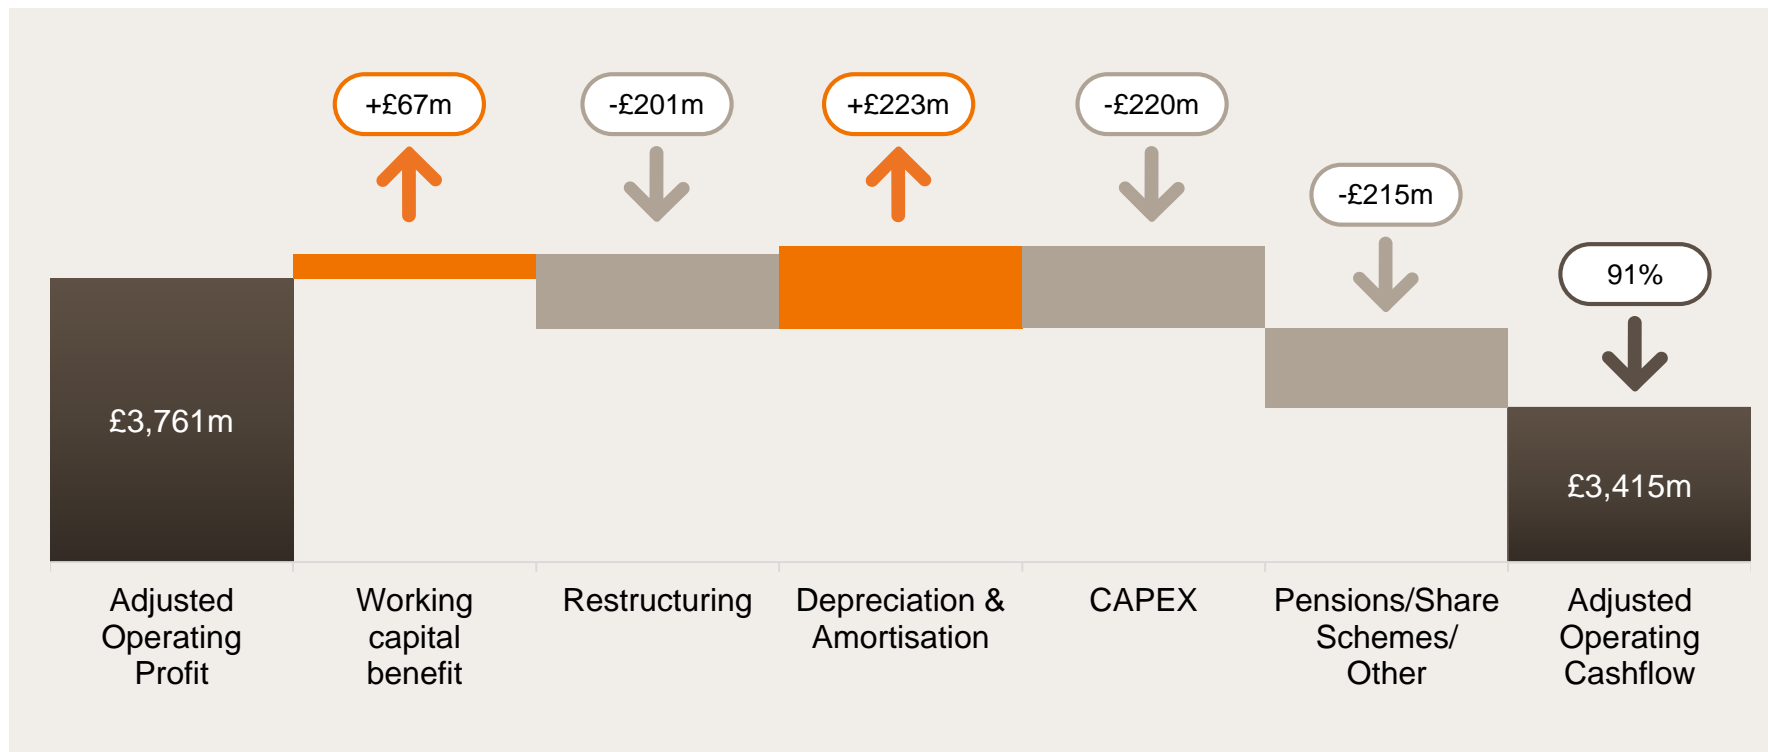 +£67m
-£201m
+£223m
-£220m
-£215m
91%
£3,761m
£3,415m
Adjusted
Operating
Profit
Working
capital
benefit
Restructuring
Depreciation &
Amortisation
CAPEX
Pensions/Share
Schemes/
Other
Adjusted
Operating
Cashflow